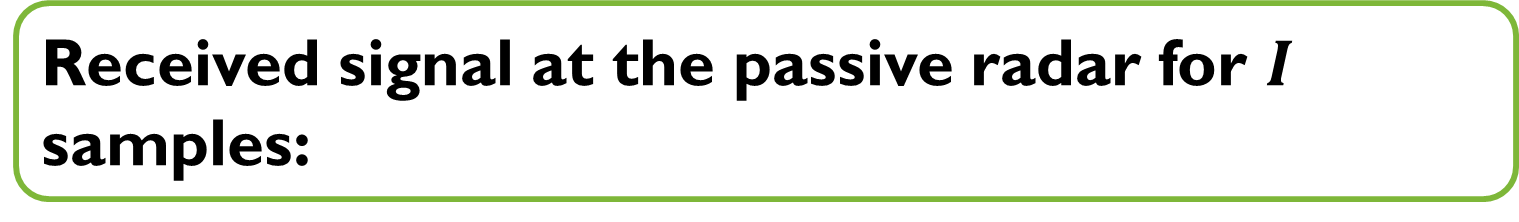 Received signal at the passive radar for I
samples: